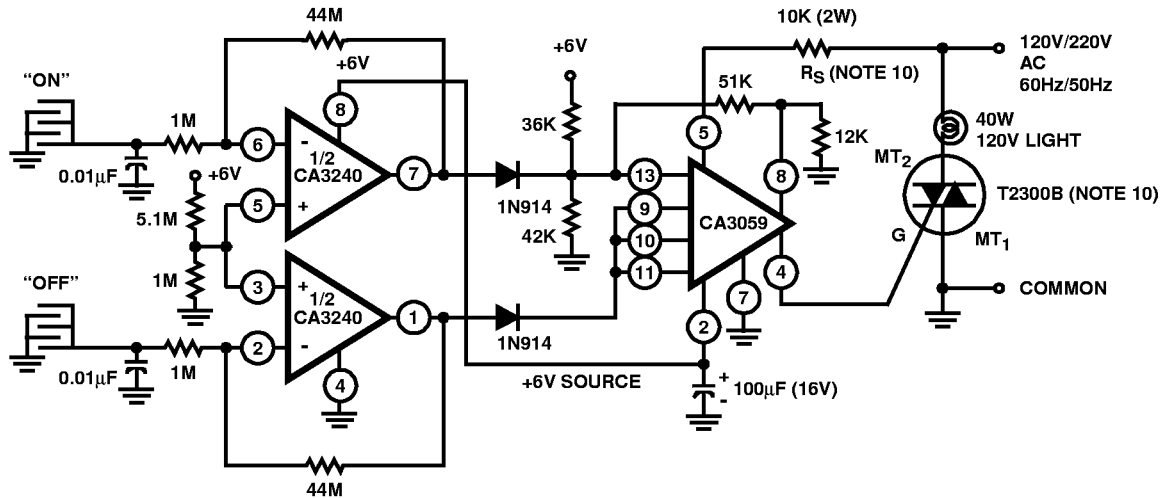 44M
10K (2W)
120V/220V
AC
60Hz/50Hz
+6V
+6V
RS (NOTE 10)
“ON”
51K
8
1M
36K
5
40W
120V LIGHT
12K
6
-
1/2
CA3240
7
MT2
0.01μF
+6V
13
8
T2300B (NOTE 10)
5
+
1N914
9
CA3059
5.1M
42K
10
G
MT1
“OFF”
1M
3
+
1/2
CA3240
11
4
7
COMMON
1
2
2
-
1N914
0.01μF
1M
4
+6V SOURCE
+
-
100μF (16V)
44M